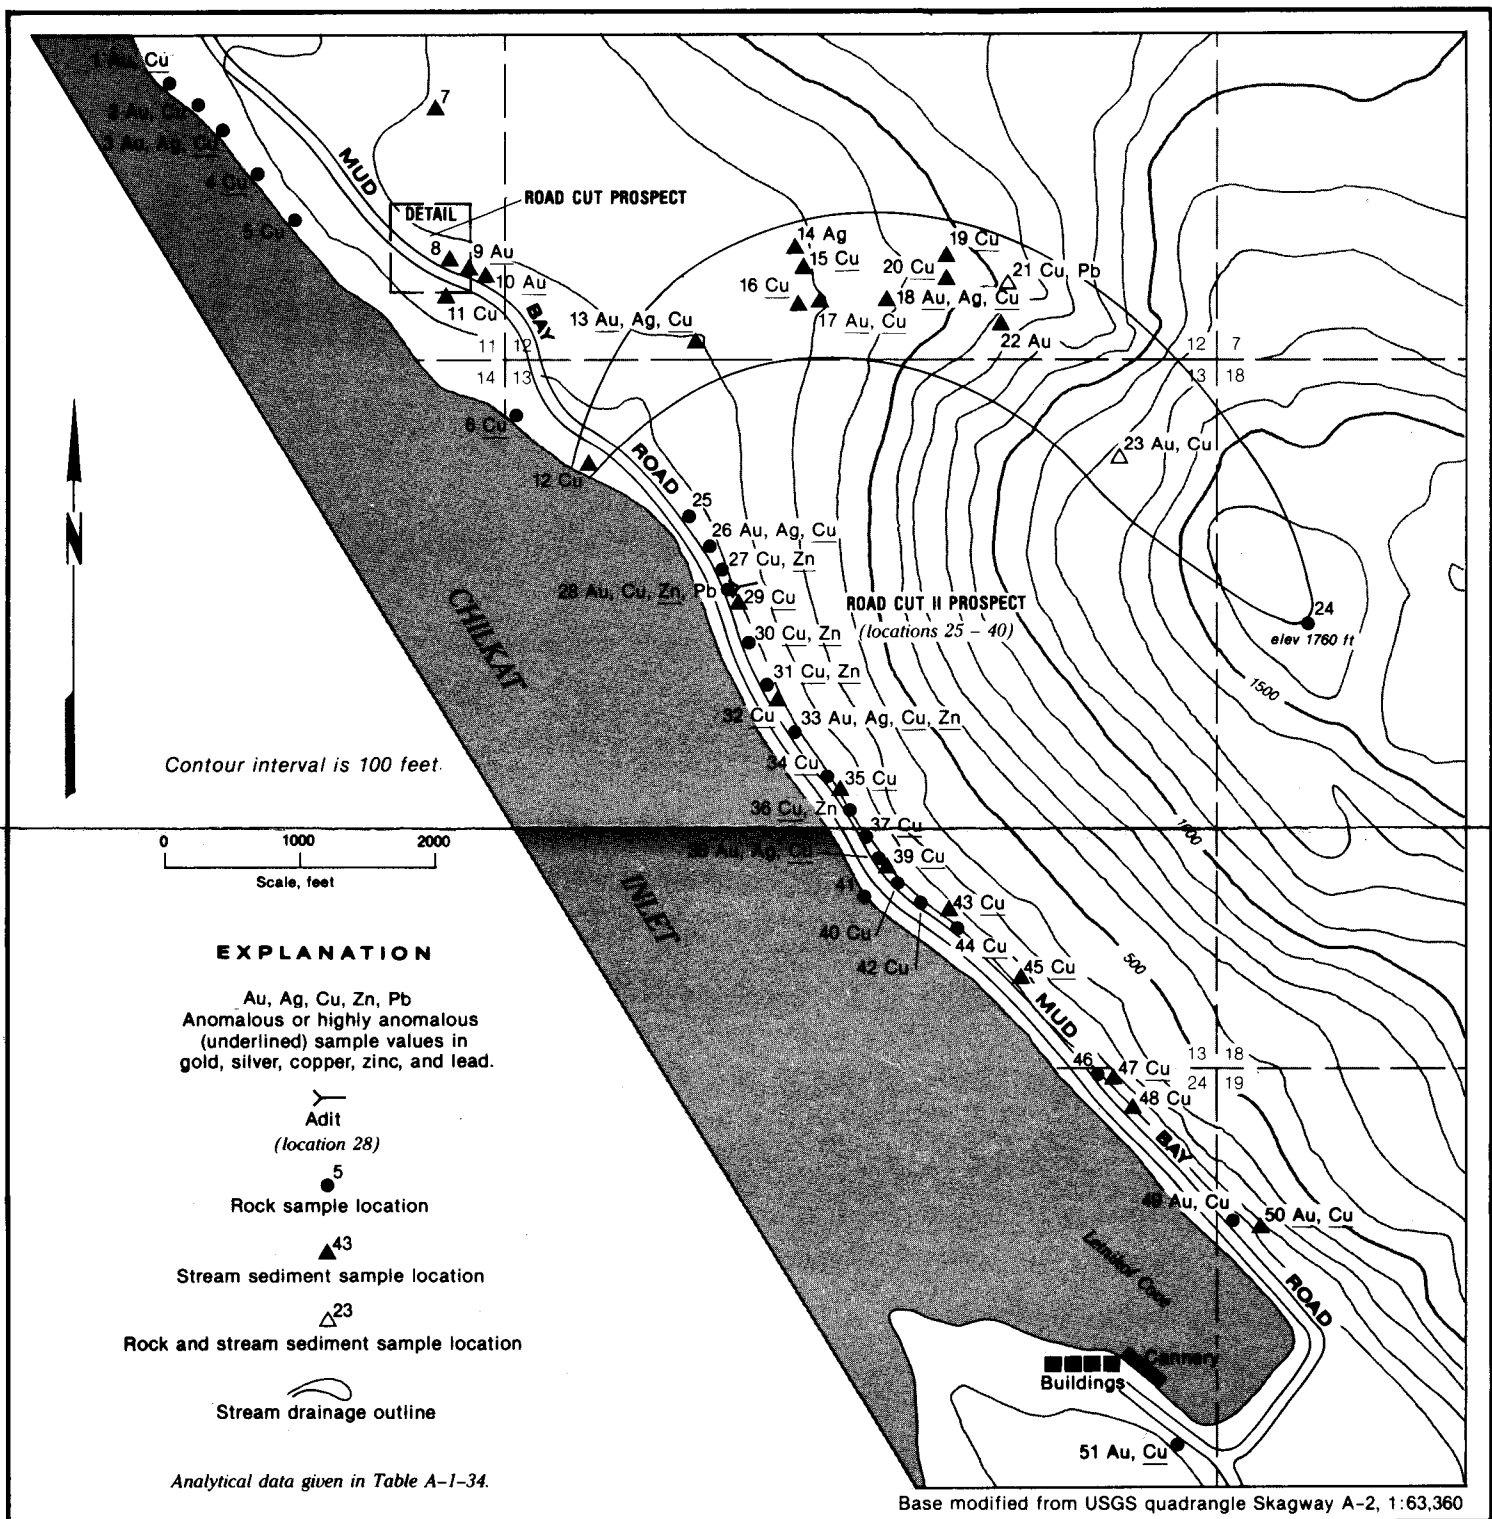 1 Au, Cu
2 Au, Cu
3 Au, Ag, Cu
4 Cu
5 Cu
7
MUD
DETAIL
ROAD CUT PROSPECT
8
9 Au
10 Au
11 Cu
BAY
14 Ag
15 Cu
16 Cu
17 Au, Cu
19 Cu
20 Cu
18 Au, Ag, Cu
21 Cu, Pb
22 Au
13 Au, Ag, Cu
11 12
14 13
12 7
13 18
6 Cu
12 Cu
ROAD
23 Au, Cu
N
25
26 Au, Ag, Cu
27 Cu, Zn
28 Au, Cu, Zn, Pb
29 Cu
ROAD CUT II PROSPECT
(locations 25 – 40)
24
elev 1760 ft
30 Cu, Zn
31 Cu, Zn
32 Cu
33 Au, Ag, Cu, Zn
1500
CHILKAT
INLET
34 Cu
35 Cu
36 Cu, Zn
37 Cu
1000
38 Au, Ag, Cu
39 Cu
41
40 Cu
42 Cu
43 Cu
44 Cu
45 Cu
500
MUD
13 18
24 19
46
47 Cu
48 Cu
BAY
49 Au, Cu
50 Au, Cu
ROAD
Letnikof Cove
Cannery
Buildings
51 Au, Cu
Contour interval is 100 feet.
0 1000 2000
Scale, feet
EXPLANATION
Au, Ag, Cu, Zn, Pb
Anomalous or highly anomalous
(underlined) sample values in
gold, silver, copper, zinc, and lead.
Adit
(location 28)
5
Rock sample location
43
Stream sediment sample location
23
Rock and stream sediment sample location
Stream drainage outline
Analytical data given in Table A-1-34.
Base modified from USGS quadrangle Skagway A-2, 1:63,360